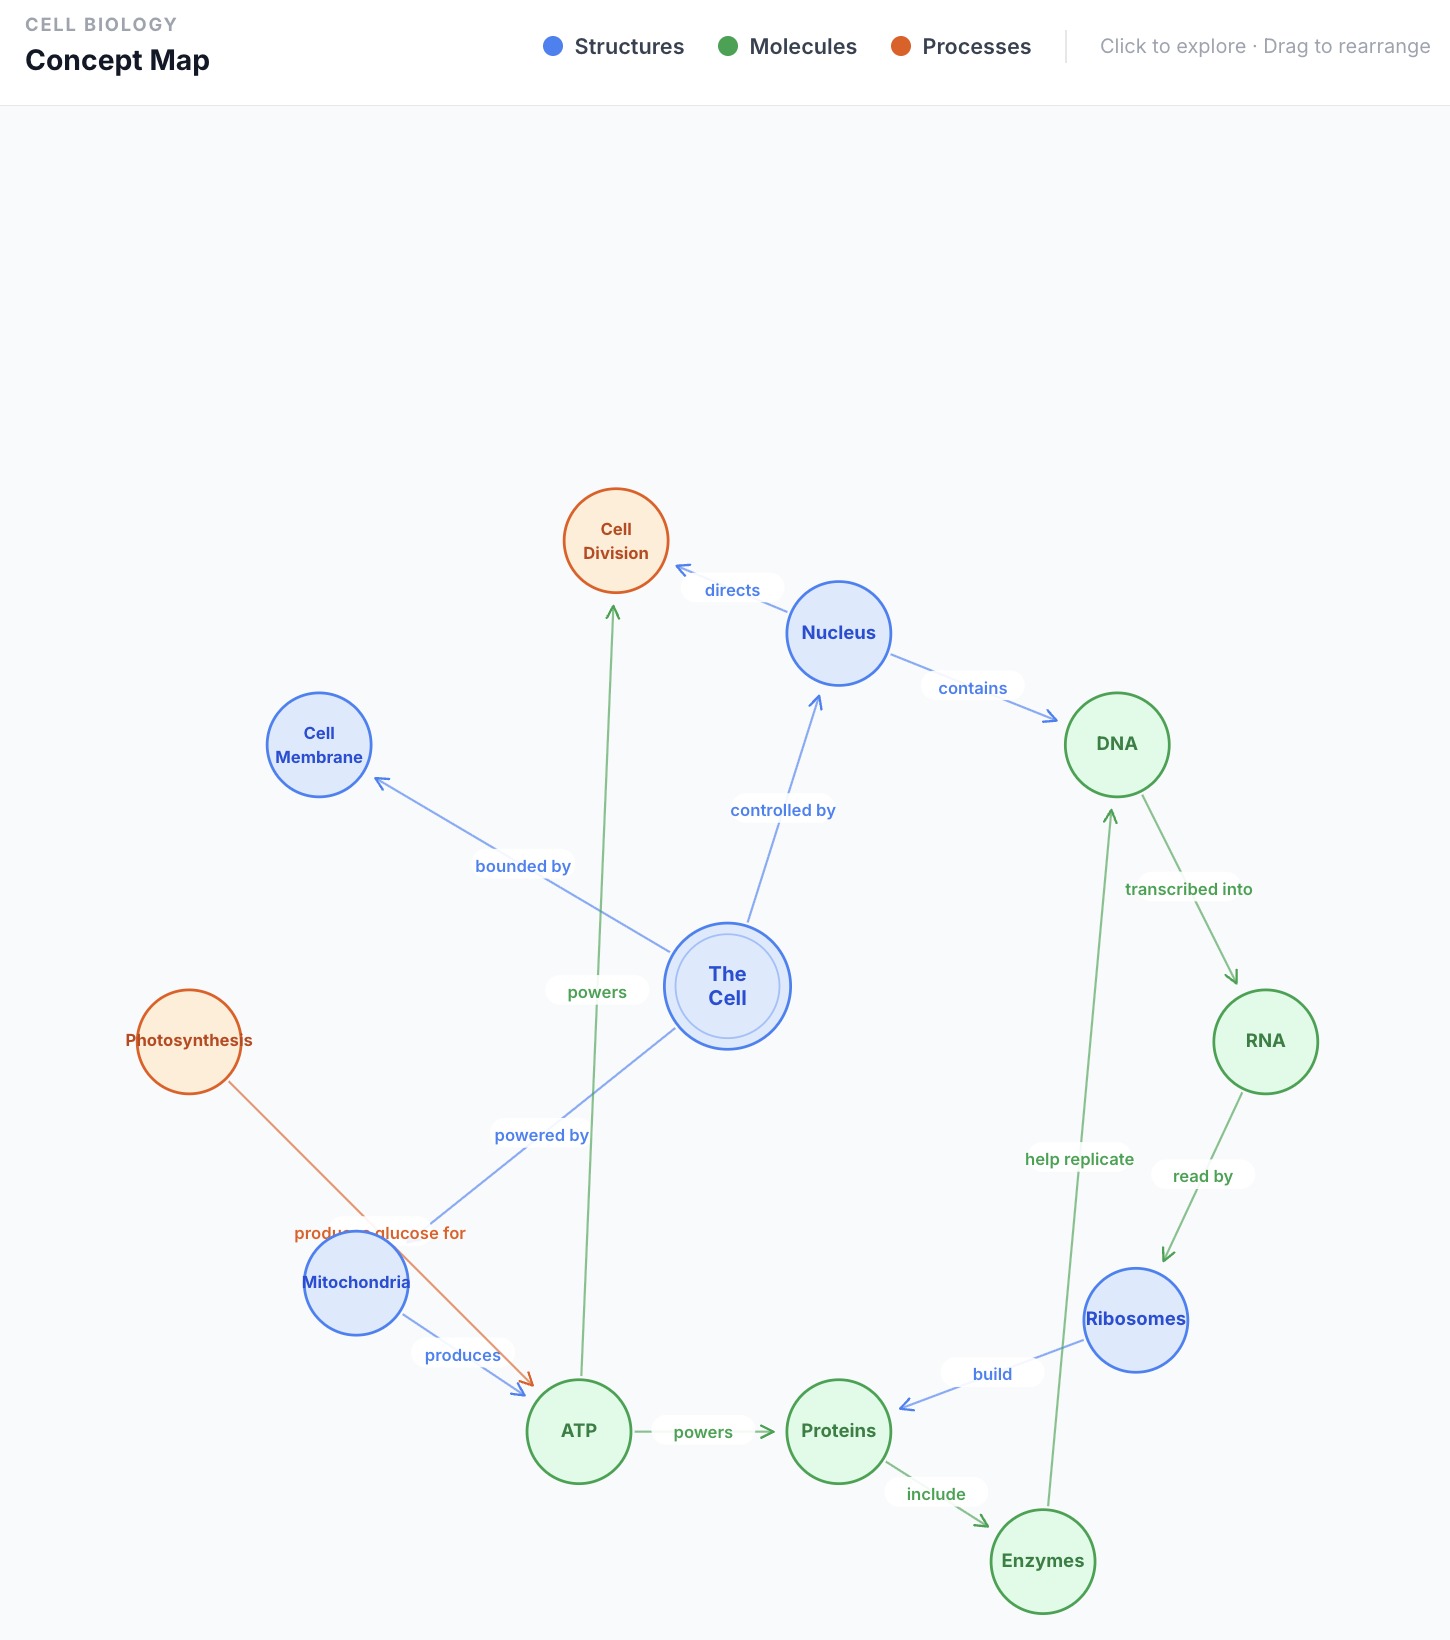 CELL BIOLOGY
Concept Map
Structures
Molecules
Processes
Click to explore · Drag to rearrange
Cell
Division
directs
Nucleus
contains
Cell
Membrane
DNA
controlled by
bounded by
transcribed into
The
Cell
powers
Photosynthesis
RNA
powered by
help replicate
read by
glucose for
Mitochondria
Ribosomes
produces
build
ATP
powers
Proteins
include
Enzymes